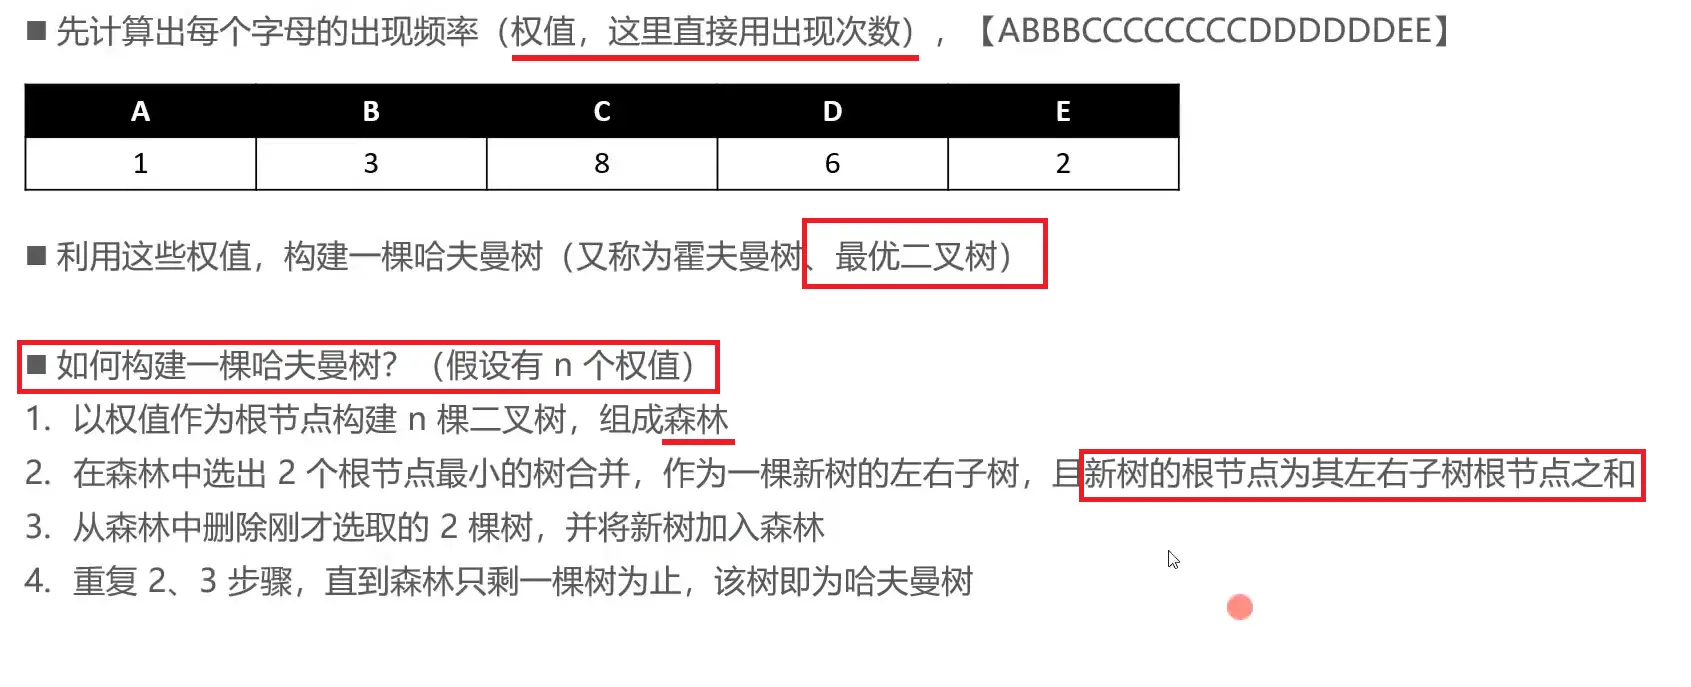 ■ 先计算出每个字母的出现频率（权值，这里直接用出现次数），【ABBBCCCCCCCCDDDDDDEE】
A B C D E
1 3 8 6 2
■ 利用这些权值，构建一棵哈夫曼树（又称为霍夫曼树、最优二叉树）
■ 如何构建一棵哈夫曼树？（假设有 n 个权值）
1. 以权值作为根节点构建 n 棵二叉树，组成森林
2. 在森林中选出 2 个根节点最小的树合并，作为一棵新树的左右子树，且新树的根节点为其左右子树根节点之和
3. 从森林中删除刚才选取的 2 棵树，并将新树加入森林
4. 重复 2、3 步骤，直到森林只剩一棵树为止，该树即为哈夫曼树